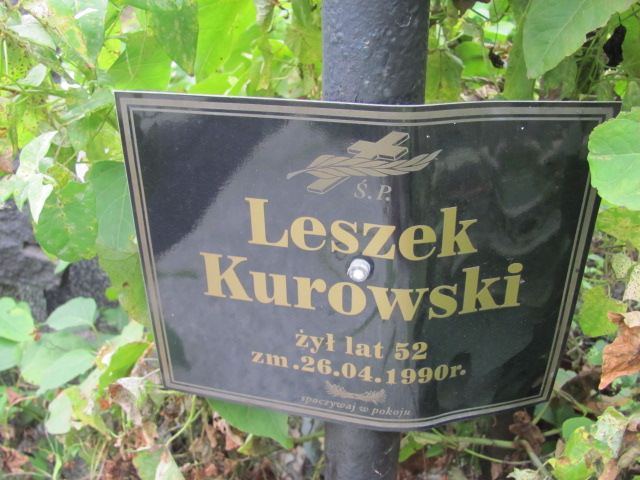 Ś.P.
Leszek
Kurowski
żył lat 52
zm.26.04.1990r.
spoczywaj w pokoju